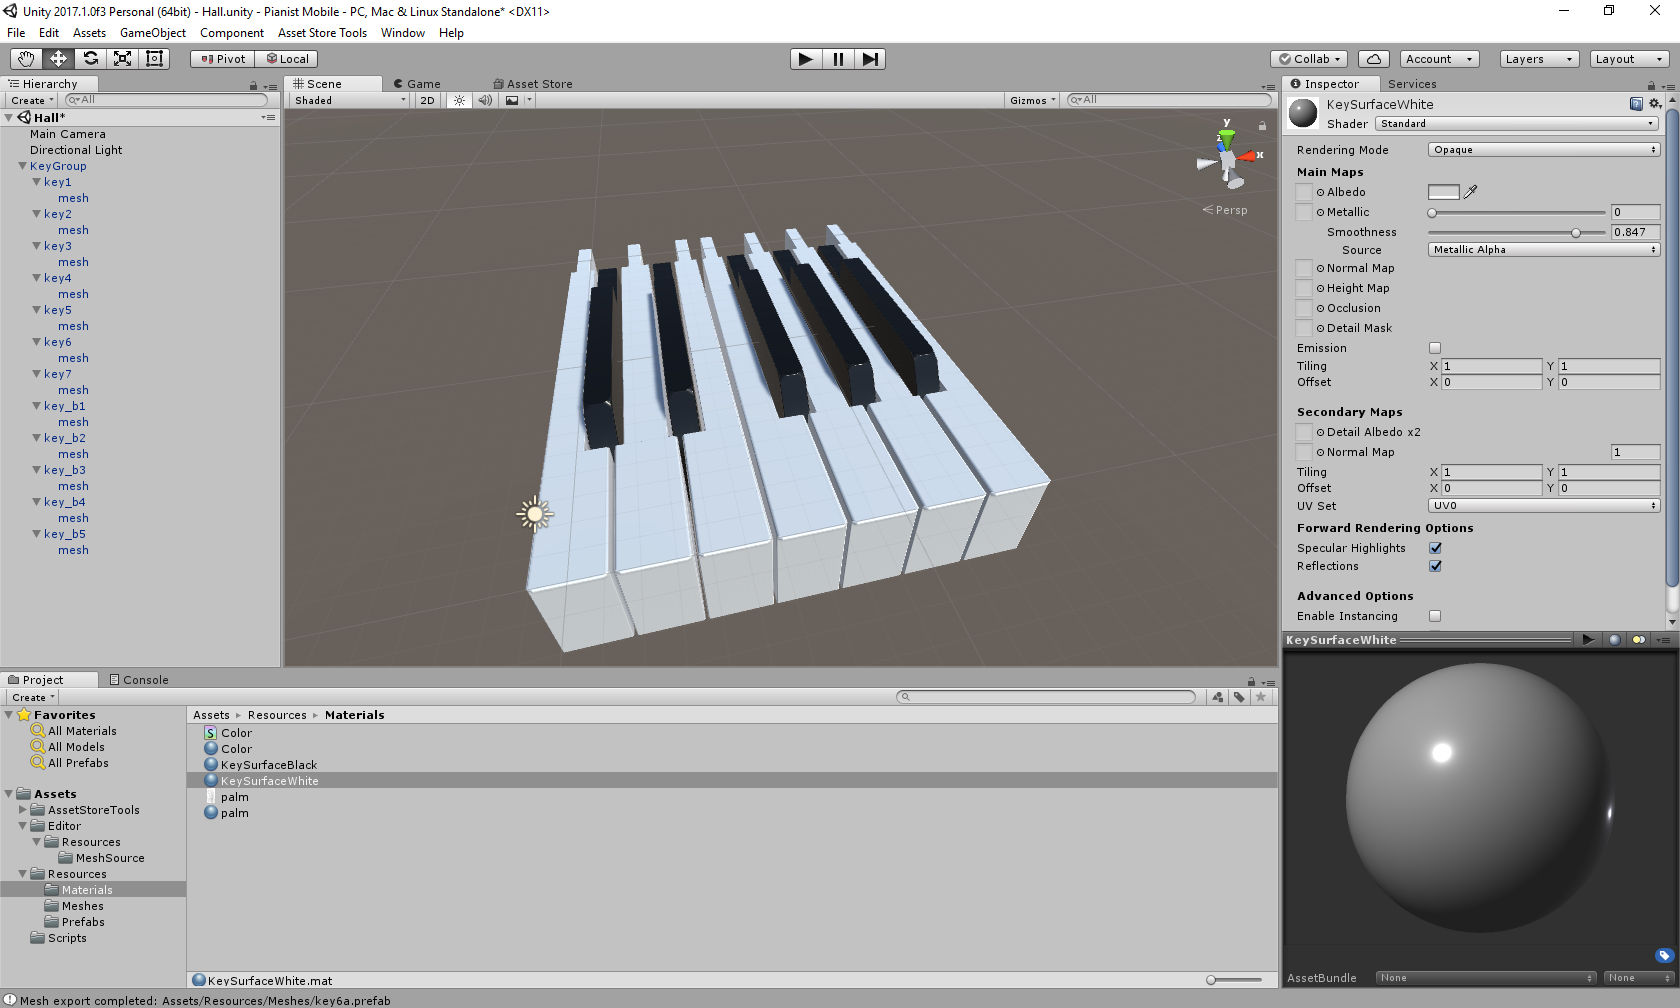 Unity 2017.1.0f3 Personal (64bit) - Hall.unity - Pianist Mobile - PC, Mac & Linux Standalone* <DX11>
File Edit Assets GameObject Component Asset Store Tools Window Help
Pivot Local Collab Account Layers Layout
Hierarchy
Create All
Hall*
Main Camera
Directional Light
KeyGroup
key1
mesh
key2
mesh
key3
mesh
key4
mesh
key5
mesh
key6
mesh
key7
mesh
key_b1
mesh
key_b2
mesh
key_b3
mesh
key_b4
mesh
key_b5
mesh
Scene Game Asset Store
Shaded 2D Gizmos All
y
z
x
Persp
Inspector Services
KeySurfaceWhite
Shader Standard
Rendering Mode Opaque
Main Maps
Albedo
Metallic 0
Smoothness 0.847
Source Metallic Alpha
Normal Map
Height Map
Occlusion
Detail Mask
Emission
Tiling X 1 Y 1
Offset X 0 Y 0
Secondary Maps
Detail Albedo x2
Normal Map 1
Tiling X 1 Y 1
Offset X 0 Y 0
UV Set UV0
Forward Rendering Options
Specular Highlights
Reflections
Advanced Options
Enable Instancing
KeySurfaceWhite
AssetBundle None None
Project Console
Create
Favorites
All Materials
All Models
All Prefabs
Assets
AssetStoreTools
Editor
Resources
MeshSource
Resources
Materials
Meshes
Prefabs
Scripts
Assets Resources Materials
S Color
Color
KeySurfaceBlack
KeySurfaceWhite
palm
palm
KeySurfaceWhite.mat
Mesh export completed: Assets/Resources/Meshes/key6a.prefab